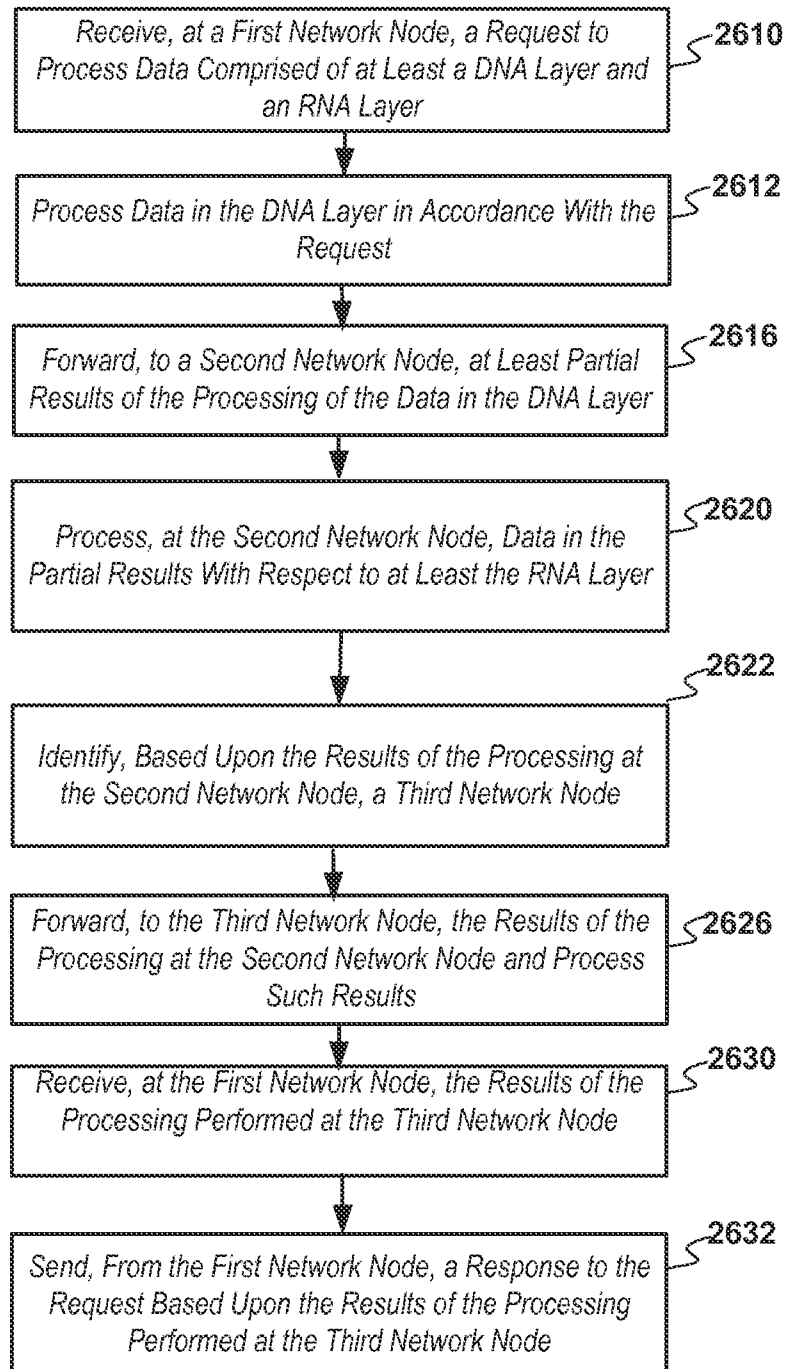 Receive, at a First Network Node, a Request to
Process Data Comprised of at Least a DNA Layer and
an RNA Layer
2610
Process Data in the DNA Layer in Accordance With the
Request
2612
Forward, to a Second Network Node, at Least Partial
Results of the Processing of the Data in the DNA Layer
2616
Process, at the Second Network Node, Data in the
Partial Results With Respect to at Least the RNA Layer
2620
Identify, Based Upon the Results of the Processing at
the Second Network Node, a Third Network Node
2622
Forward, to the Third Network Node, the Results of the
Processing at the Second Network Node and Process
Such Results
2626
Receive, at the First Network Node, the Results of the
Processing Performed at the Third Network Node
2630
Send, From the First Network Node, a Response to the
Request Based Upon the Results of the Processing
Performed at the Third Network Node
2632